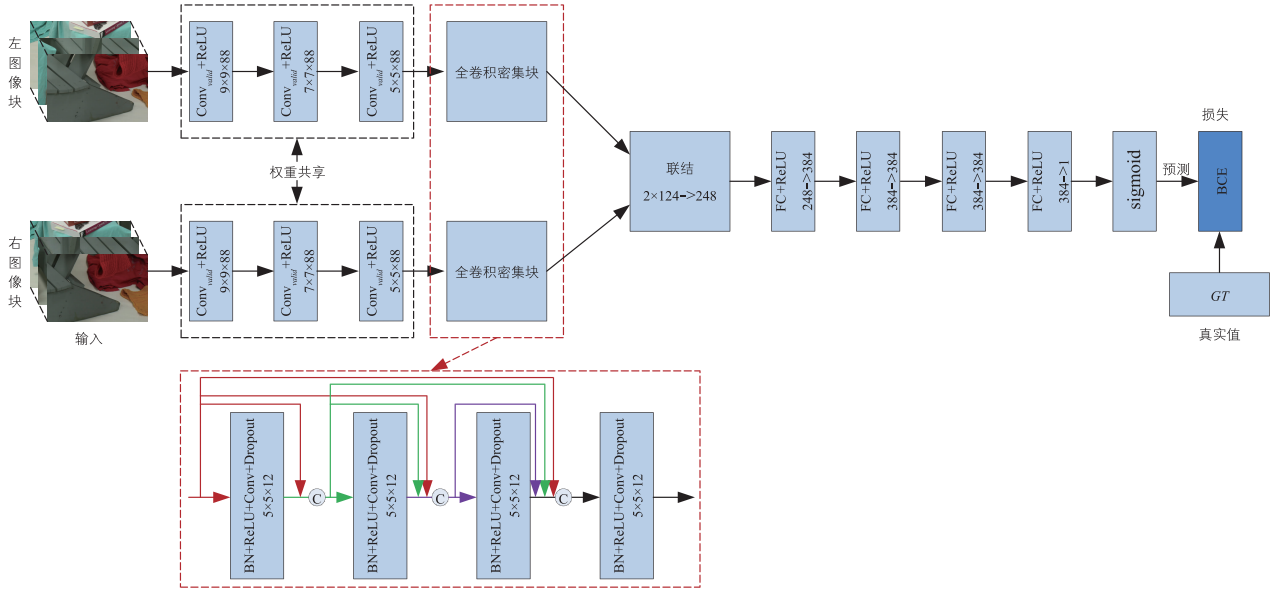 左图像块
Conv_valid+ReLU
9×9×88
Conv_valid+ReLU
7×7×88
Conv_valid+ReLU
5×5×88
全卷积密集块
权重共享
右图像块
Conv_valid+ReLU
9×9×88
Conv_valid+ReLU
7×7×88
Conv_valid+ReLU
5×5×88
全卷积密集块
输入
联结
2×124->248
FC+ReLU
248->384
FC+ReLU
384->384
FC+ReLU
384->384
FC+ReLU
384->1
sigmoid
预测
损失
BCE
GT
真实值
BN+ReLU+Conv+Dropout
5×5×12
C
BN+ReLU+Conv+Dropout
5×5×12
C
BN+ReLU+Conv+Dropout
5×5×12
C
BN+ReLU+Conv+Dropout
5×5×12